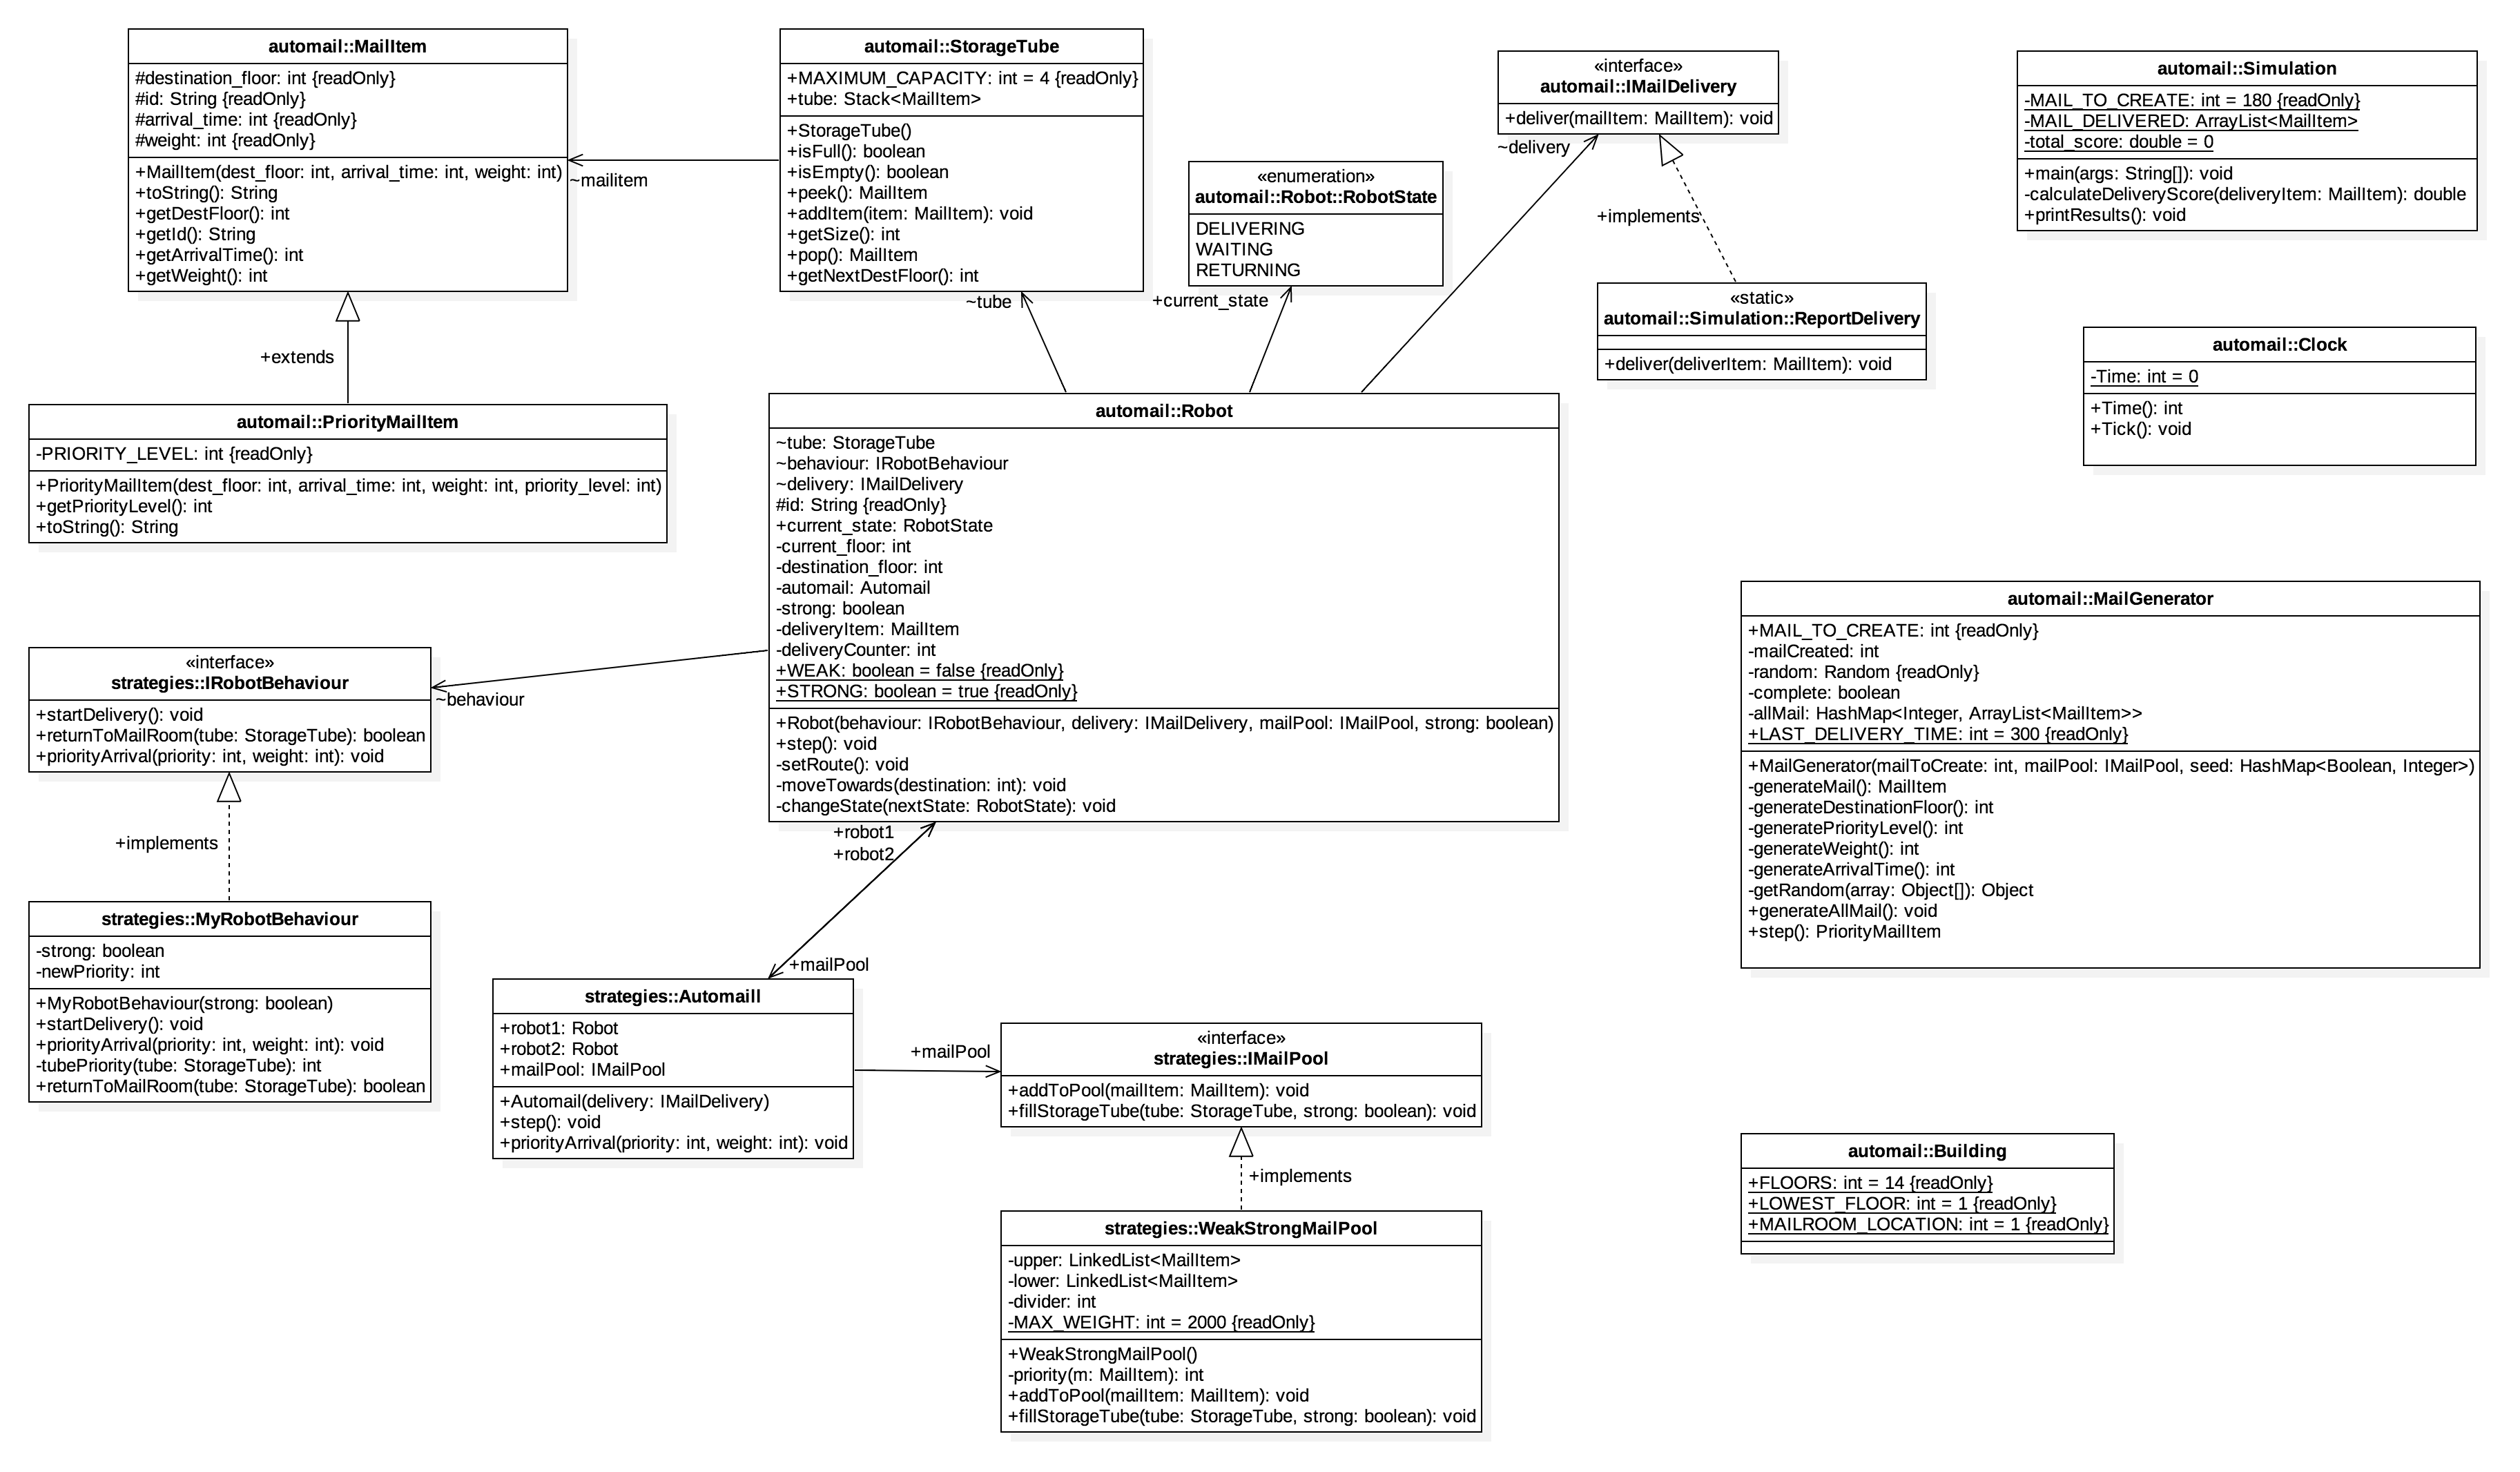 automail::MailItem
#destination_floor: int {readOnly}
#id: String {readOnly}
#arrival_time: int {readOnly}
#weight: int {readOnly}
+MailItem(dest_floor: int, arrival_time: int, weight: int)
+toString(): String
+getDestFloor(): int
+getId(): String
+getArrivalTime(): int
+getWeight(): int
~mailitem
automail::StorageTube
+MAXIMUM_CAPACITY: int = 4 {readOnly}
+tube: Stack<MailItem>
+StorageTube()
+isFull(): boolean
+isEmpty(): boolean
+peek(): MailItem
+addItem(item: MailItem): void
+getSize(): int
+pop(): MailItem
+getNextDestFloor(): int
~tube
«enumeration»
automail::Robot::RobotState
DELIVERING
WAITING
RETURNING
+current_state
«interface»
automail::IMailDelivery
+deliver(mailItem: MailItem): void
~delivery
+implements
«static»
automail::Simulation::ReportDelivery
+deliver(deliverItem: MailItem): void
automail::Simulation
-MAIL_TO_CREATE: int = 180 {readOnly}
-MAIL_DELIVERED: ArrayList<MailItem>
-total_score: double = 0
+main(args: String[]): void
-calculateDeliveryScore(deliveryItem: MailItem): double
+printResults(): void
automail::Clock
-Time: int = 0
+Time(): int
+Tick(): void
+extends
automail::PriorityMailItem
-PRIORITY_LEVEL: int {readOnly}
+PriorityMailItem(dest_floor: int, arrival_time: int, weight: int, priority_level: int)
+getPriorityLevel(): int
+toString(): String
automail::Robot
~tube: StorageTube
~behaviour: IRobotBehaviour
~delivery: IMailDelivery
#id: String {readOnly}
+current_state: RobotState
-current_floor: int
-destination_floor: int
-automail: Automail
-strong: boolean
-deliveryItem: MailItem
-deliveryCounter: int
+WEAK: boolean = false {readOnly}
+STRONG: boolean = true {readOnly}
+Robot(behaviour: IRobotBehaviour, delivery: IMailDelivery, mailPool: IMailPool, strong: boolean)
+step(): void
-setRoute(): void
-moveTowards(destination: int): void
-changeState(nextState: RobotState): void
+robot1
+robot2
+mailPool
automail::MailGenerator
+MAIL_TO_CREATE: int {readOnly}
-mailCreated: int
-random: Random {readOnly}
-complete: boolean
-allMail: HashMap<Integer, ArrayList<MailItem>>
+LAST_DELIVERY_TIME: int = 300 {readOnly}
+MailGenerator(mailToCreate: int, mailPool: IMailPool, seed: HashMap<Boolean, Integer>)
-generateMail(): MailItem
-generateDestinationFloor(): int
-generatePriorityLevel(): int
-generateWeight(): int
-generateArrivalTime(): int
-getRandom(array: Object[]): Object
+generateAllMail(): void
+step(): PriorityMailItem
«interface»
strategies::IRobotBehaviour
+startDelivery(): void
+returnToMailRoom(tube: StorageTube): boolean
+priorityArrival(priority: int, weight: int): void
~behaviour
+implements
strategies::MyRobotBehaviour
-strong: boolean
-newPriority: int
+MyRobotBehaviour(strong: boolean)
+startDelivery(): void
+priorityArrival(priority: int, weight: int): void
-tubePriority(tube: StorageTube): int
+returnToMailRoom(tube: StorageTube): boolean
strategies::Automaill
+robot1: Robot
+robot2: Robot
+mailPool: IMailPool
+Automail(delivery: IMailDelivery)
+step(): void
+priorityArrival(priority: int, weight: int): void
+mailPool
«interface»
strategies::IMailPool
+addToPool(mailItem: MailItem): void
+fillStorageTube(tube: StorageTube, strong: boolean): void
+implements
strategies::WeakStrongMailPool
-upper: LinkedList<MailItem>
-lower: LinkedList<MailItem>
-divider: int
-MAX_WEIGHT: int = 2000 {readOnly}
+WeakStrongMailPool()
-priority(m: MailItem): int
+addToPool(mailItem: MailItem): void
+fillStorageTube(tube: StorageTube, strong: boolean): void
automail::Building
+FLOORS: int = 14 {readOnly}
+LOWEST_FLOOR: int = 1 {readOnly}
+MAILROOM_LOCATION: int = 1 {readOnly}